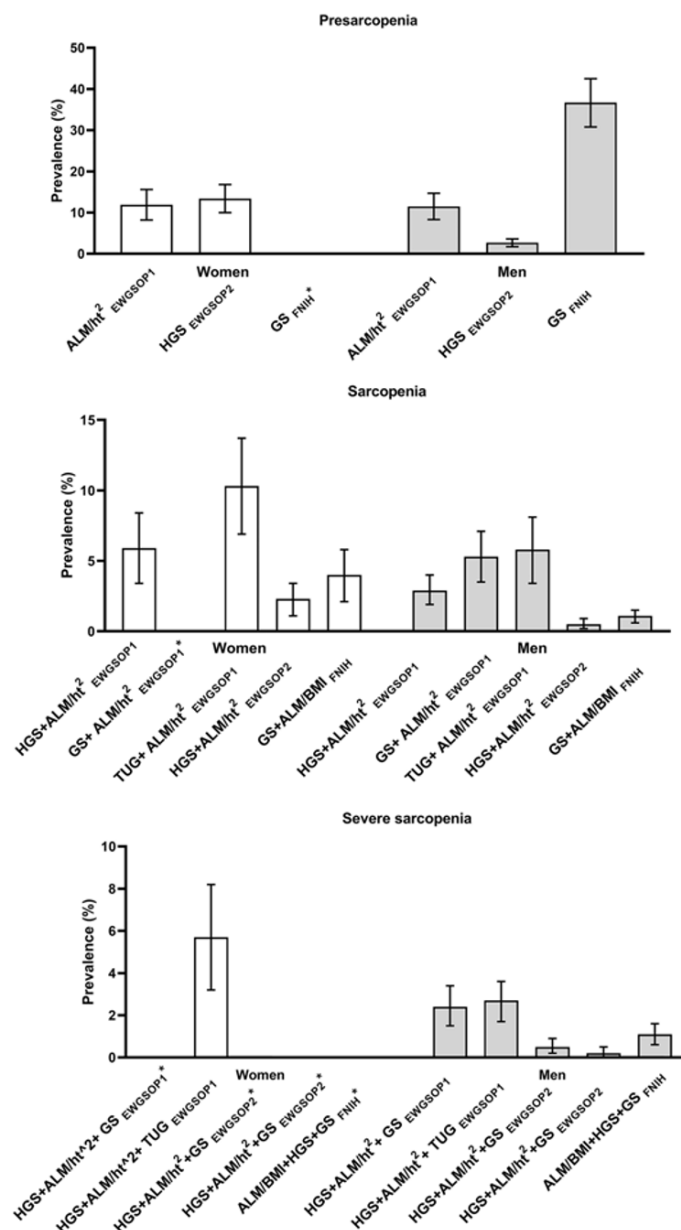 Presarcopenia
Prevalence (%)
50
40
30
20
10
0
Women
Men
ALM/ht² EWGSOP1
HGS EWGSOP2
GS FNIH*
ALM/ht² EWGSOP1
HGS EWGSOP2
GS FNIH
Sarcopenia
Prevalence (%)
15
10
5
0
Women
Men
HGS+ALM/ht² EWGSOP1
GS+ ALM/ht² EWGSOP1*
TUG+ ALM/ht² EWGSOP1
HGS+ALM/ht² EWGSOP2
GS+ALM/BMI FNIH
HGS+ALM/ht² EWGSOP1
GS+ ALM/ht² EWGSOP1
TUG+ ALM/ht² EWGSOP1
HGS+ALM/ht² EWGSOP2
GS+ALM/BMI FNIH
Severe sarcopenia
Prevalence (%)
10
8
6
4
2
0
Women
Men
HGS+ALM/ht^2+ GS EWGSOP1*
HGS+ALM/ht^2+ TUG EWGSOP1
HGS+ALM/ht²+GS EWGSOP2*
HGS+ALM/ht²+GS EWGSOP2*
ALM/BMI+HGS+GS FNIH*
HGS+ALM/ht²+ GS EWGSOP1
HGS+ALM/ht²+ TUG EWGSOP1
HGS+ALM/ht²+GS EWGSOP2
HGS+ALM/ht²+GS EWGSOP2
ALM/BMI+HGS+GS FNIH